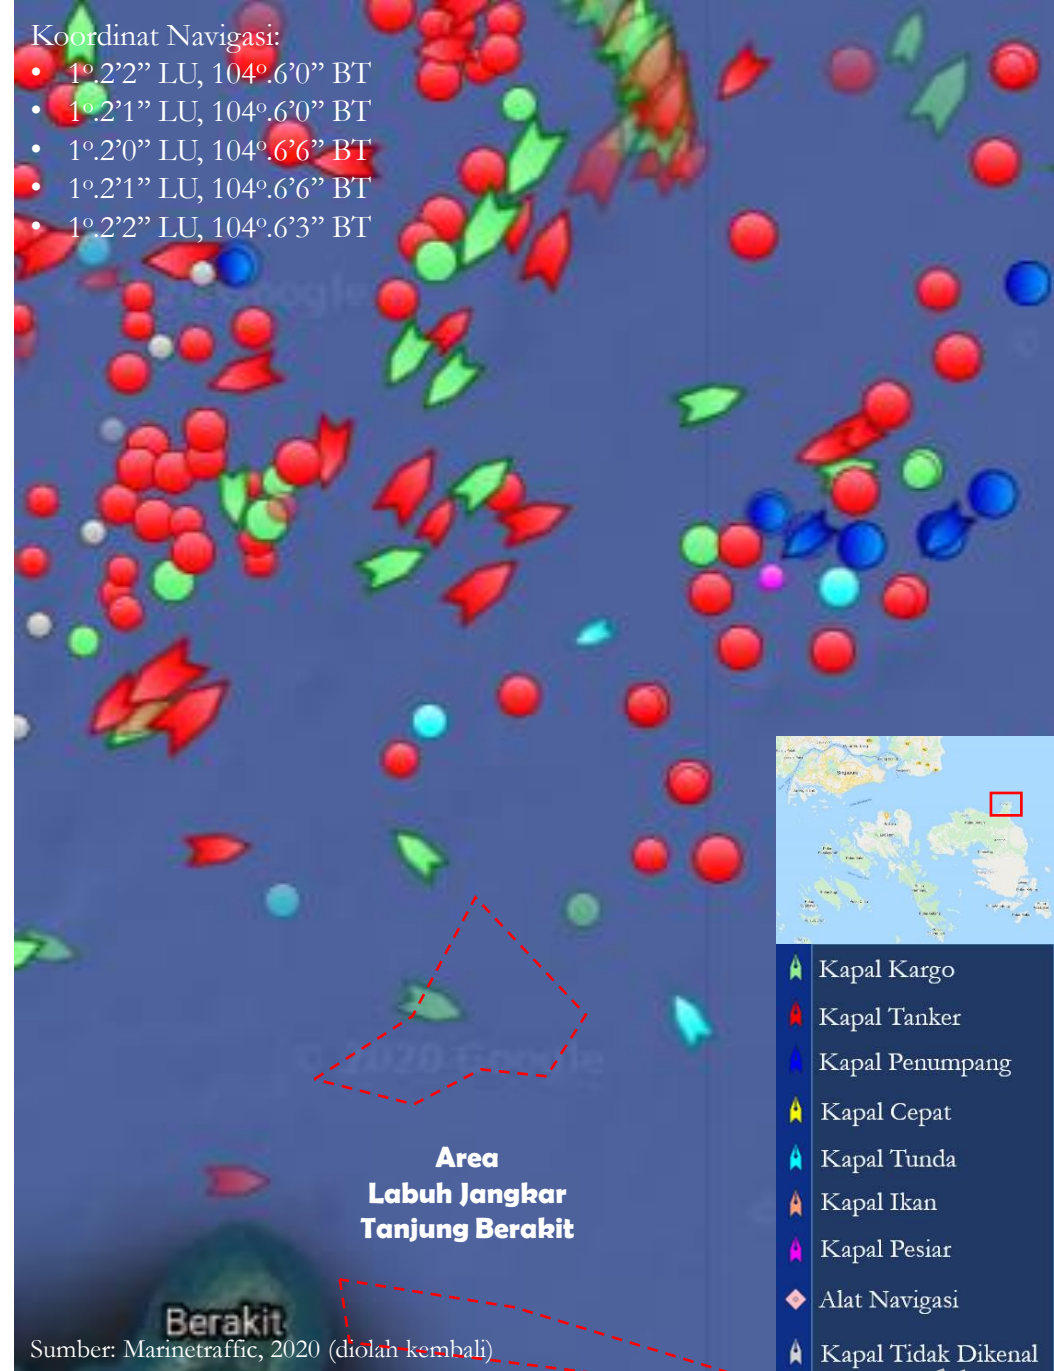 Koordinat Navigasi:
• 1º.2’2” LU, 104º.6’0” BT
• 1º.2’1” LU, 104º.6’0” BT
• 1º.2’0” LU, 104º.6’6” BT
• 1º.2’1” LU, 104º.6’6” BT
• 1º.2’2” LU, 104º.6’3” BT
© 2020 Google
Area
Labuh Jangkar
Tanjung Berakit
Berakit
Sumber: Marinetraffic, 2020 (diolah kembali)
Kapal Kargo
Kapal Tanker
Kapal Penumpang
Kapal Cepat
Kapal Tunda
Kapal Ikan
Kapal Pesiar
Alat Navigasi
Kapal Tidak Dikenal